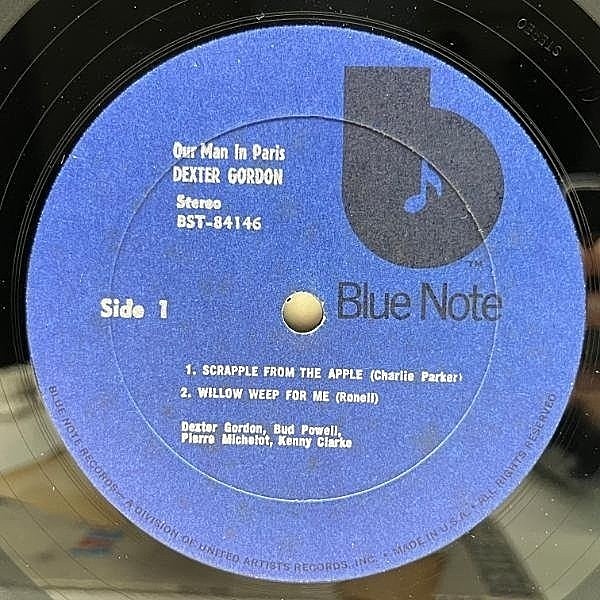 STEREO
Our Man In Paris
DEXTER GORDON
Stereo
BST-84146
b
TM
Blue Note
Side 1
1. SCRAPPLE FROM THE APPLE (Charlie Parker)
2. WILLOW WEEP FOR ME (Ronell)
Dexter Gordon, Bud Powell,
Pierre Michelot, Kenny Clarke
BLUE NOTE RECORDS—A DIVISION OF UNITED ARTISTS RECORDS, INC. • MADE IN U.S.A. • ALL RIGHTS RESERVED